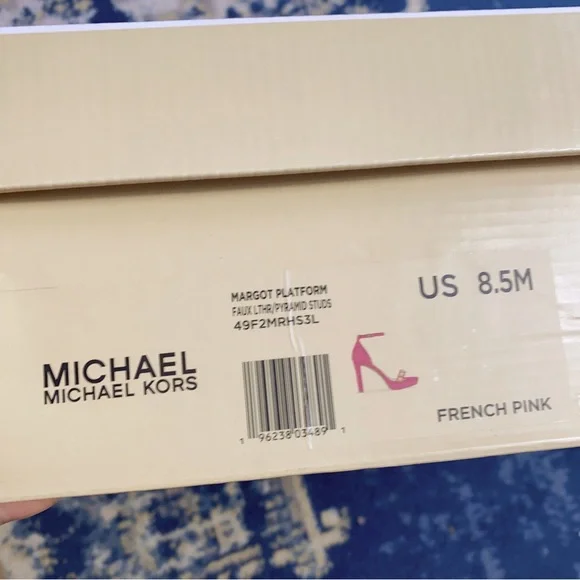 MARGOT PLATFORM
FAUX LTHR/PYRAMID STUDS
49F2MRHS3L
US 8.5M
MICHAEL
MICHAEL KORS
1 96238 03489 1
FRENCH PINK